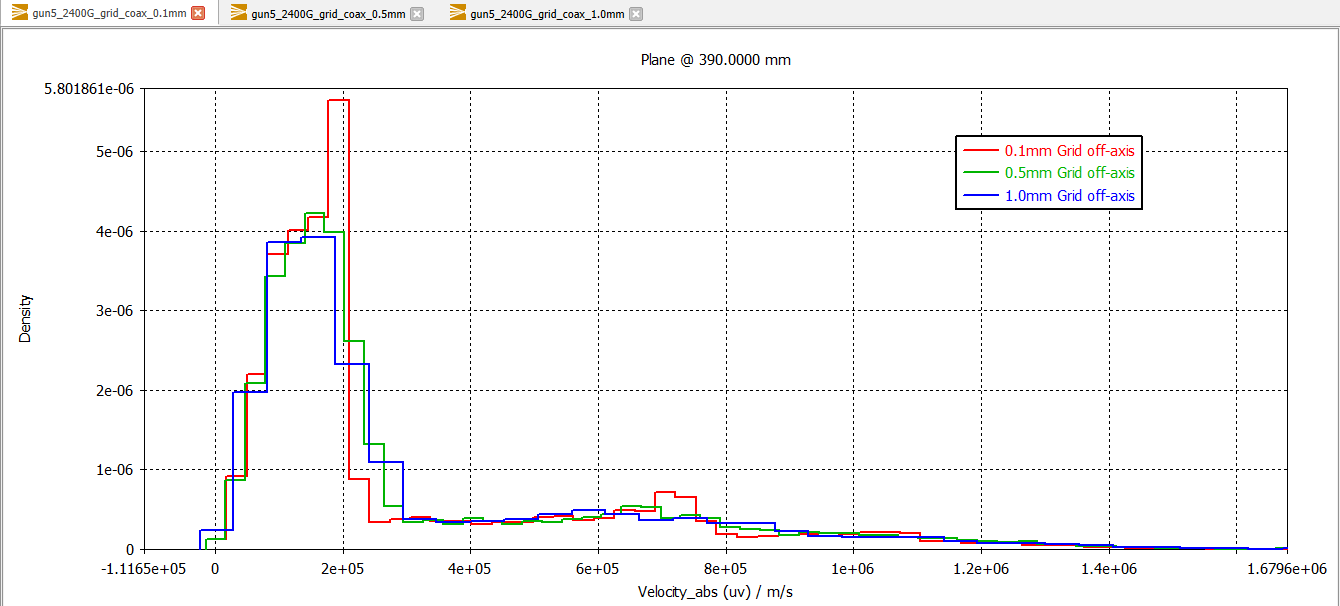 gun5_2400G_grid_coax_0.1mm
gun5_2400G_grid_coax_0.5mm
gun5_2400G_grid_coax_1.0mm
Plane @ 390.0000 mm
5.801861e-06
5e-06
4e-06
3e-06
2e-06
1e-06
0
Density
0.1mm Grid off-axis
0.5mm Grid off-axis
1.0mm Grid off-axis
-1.1165e+05 0 2e+05 4e+05 6e+05 8e+05 1e+06 1.2e+06 1.4e+06 1.6796e+06
Velocity_abs (uv) / m/s